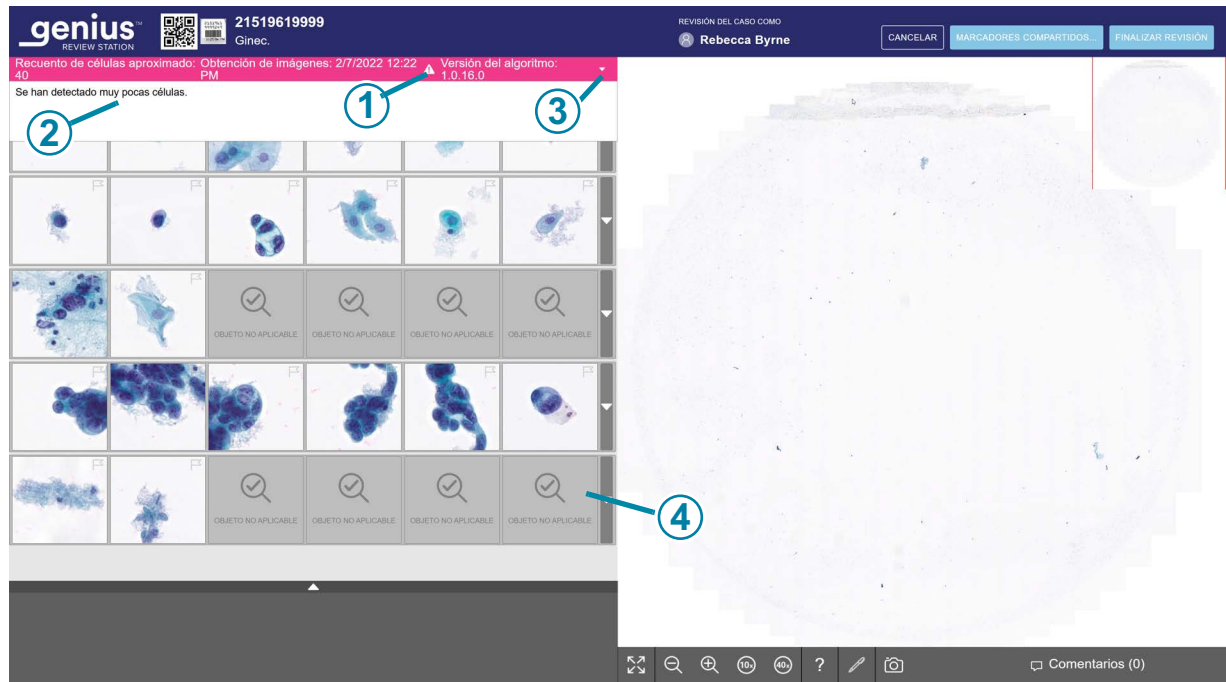 genius™
REVIEW STATION
21519619999
Ginec.
REVISIÓN DEL CASO COMO
Rebecca Byrne
CANCELAR
MARCADORES COMPARTIDOS...
FINALIZAR REVISIÓN
Recuento de células aproximado: 40
Obtención de imágenes: 2/7/2022 12:22 PM
Versión del algoritmo: 1.0.16.0
Se han detectado muy pocas células.
1
2
3
OBJETO NO APLICABLE OBJETO NO APLICABLE OBJETO NO APLICABLE OBJETO NO APLICABLE
OBJETO NO APLICABLE OBJETO NO APLICABLE OBJETO NO APLICABLE OBJETO NO APLICABLE
4
10x
40x
?
Comentarios (0)